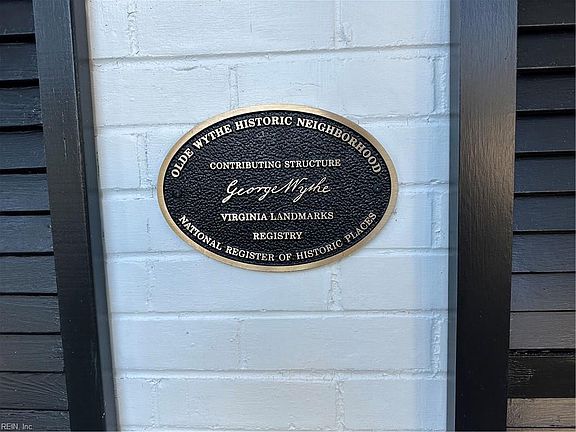 OLDE WYTHE HISTORIC NEIGHBORHOOD
CONTRIBUTING STRUCTURE
George Wythe
VIRGINIA LANDMARKS
REGISTRY
NATIONAL REGISTER OF HISTORIC PLACES
REIN, Inc